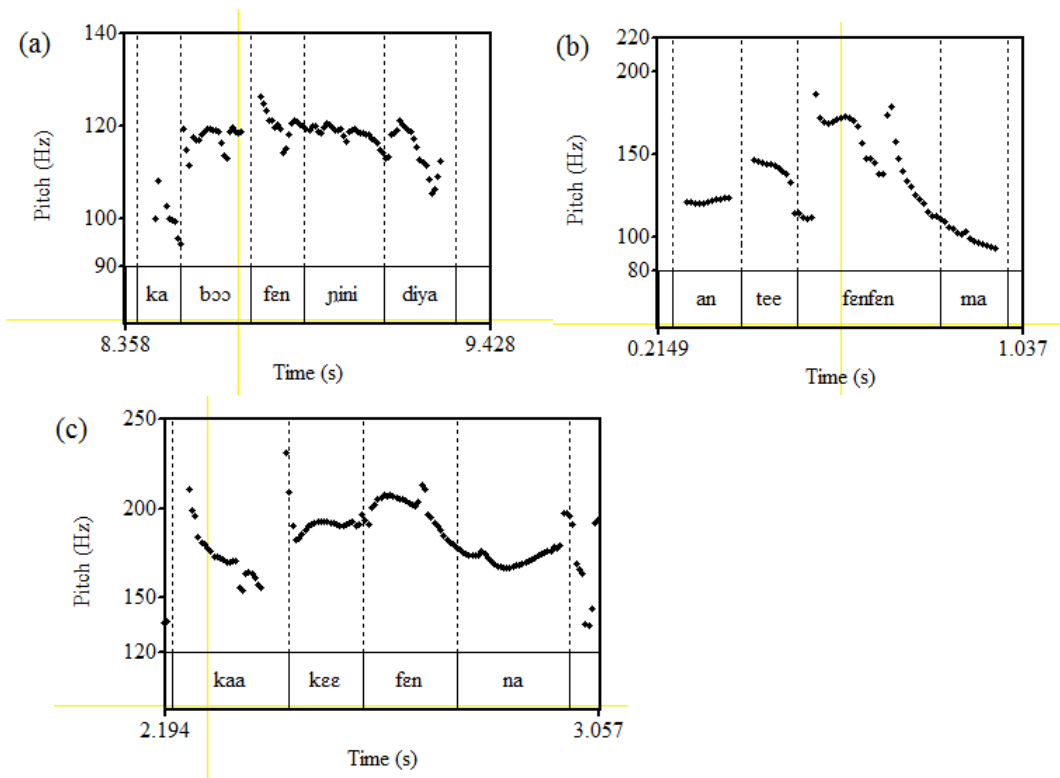 (a)
140
120
100
90
Pitch (Hz)
ka bɔɔ fɛn ɲini diya
8.358 9.428
Time (s)
(b)
220
200
150
100
80
Pitch (Hz)
an tee fɛnfɛn ma
0.2149 1.037
Time (s)
(c)
250
200
150
120
Pitch (Hz)
kaa kɛɛ fɛn na
2.194 3.057
Time (s)